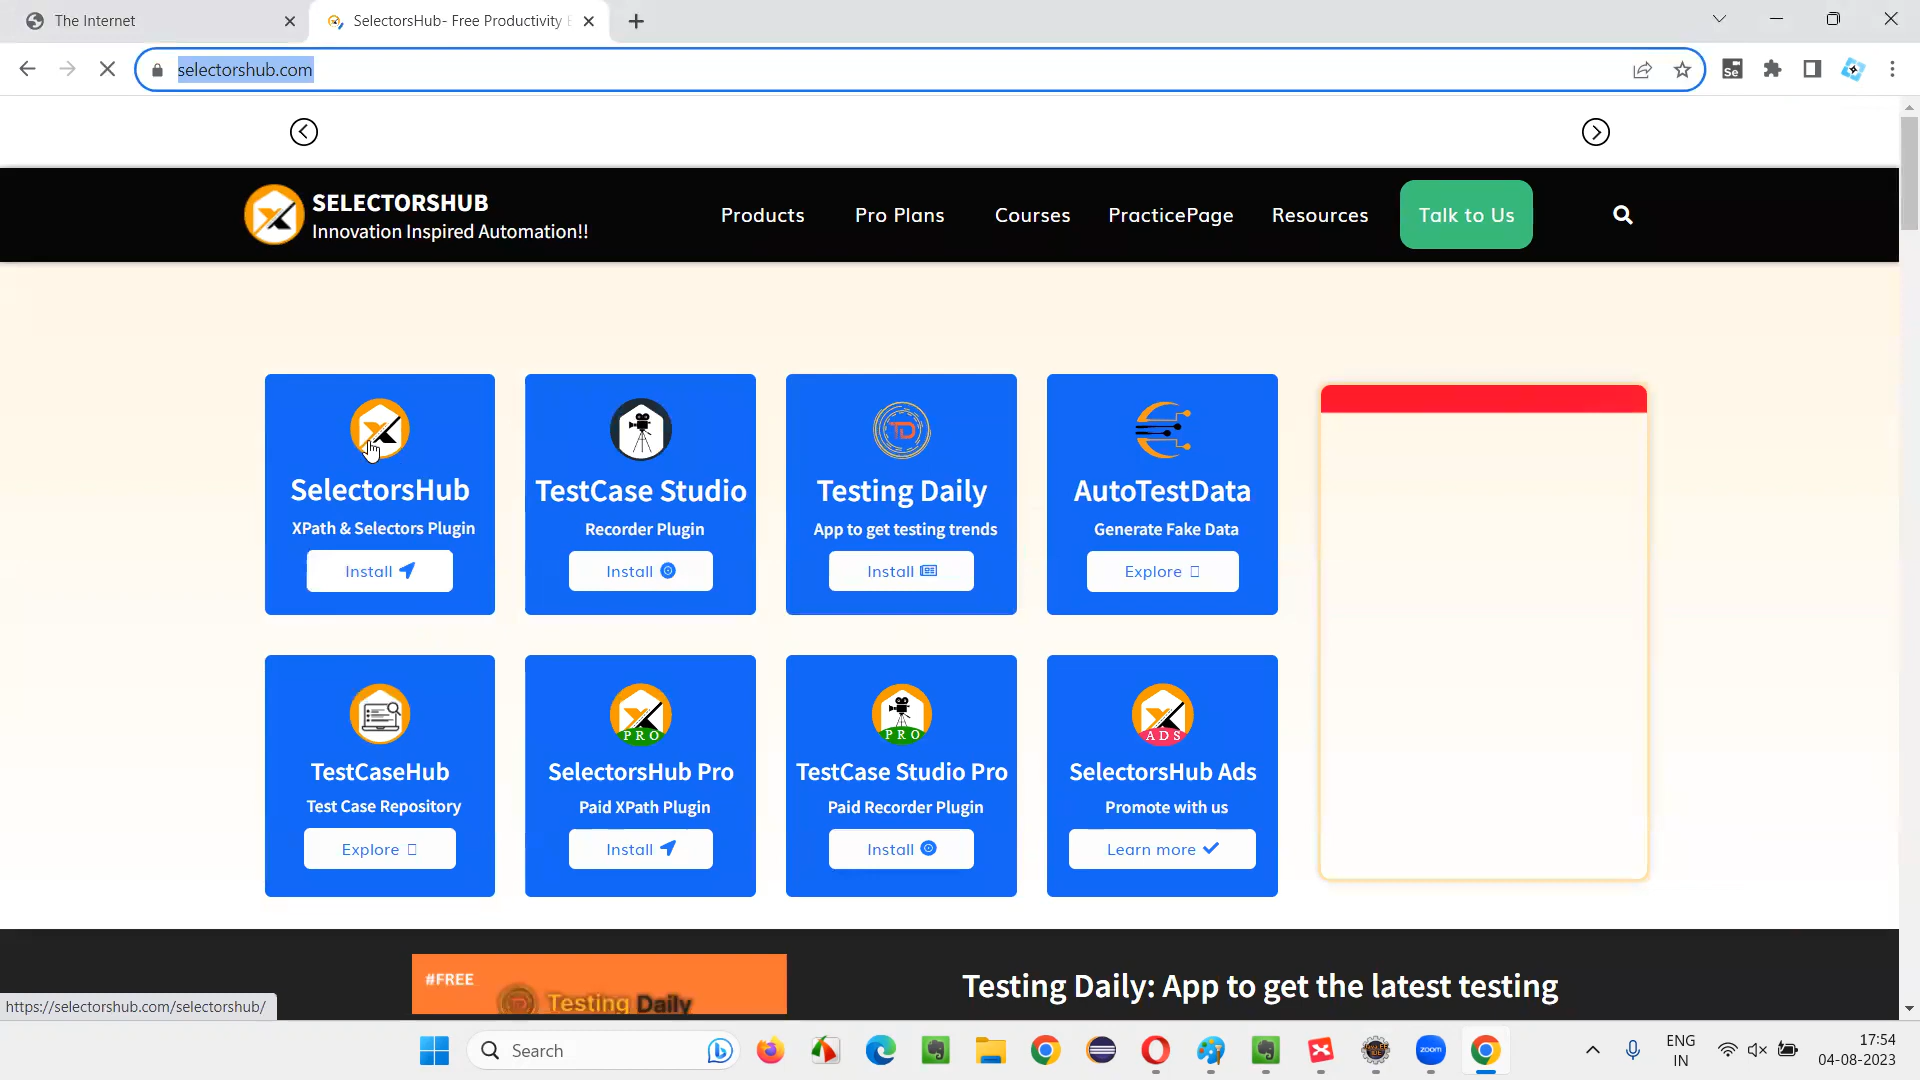 The Internet
SelectorsHub- Free Productivity
selectorshub.com
Se
SELECTORSHUB
Innovation Inspired Automation!!
Products
Pro Plans
Courses
PracticePage
Resources
Talk to Us
SelectorsHub
XPath & Selectors Plugin
Install
TestCase Studio
Recorder Plugin
Install
TD
Testing Daily
App to get testing trends
Install
AutoTestData
Generate Fake Data
Explore
TestCaseHub
Test Case Repository
Explore
PRO
SelectorsHub Pro
Paid XPath Plugin
Install
PRO
TestCase Studio Pro
Paid Recorder Plugin
Install
ADS
SelectorsHub Ads
Promote with us
Learn more
#FREE
Testing Daily
Testing Daily: App to get the latest testing
https://selectorshub.com/selectorshub/
Search
zoom
ENG
IN
17:54
04-08-2023